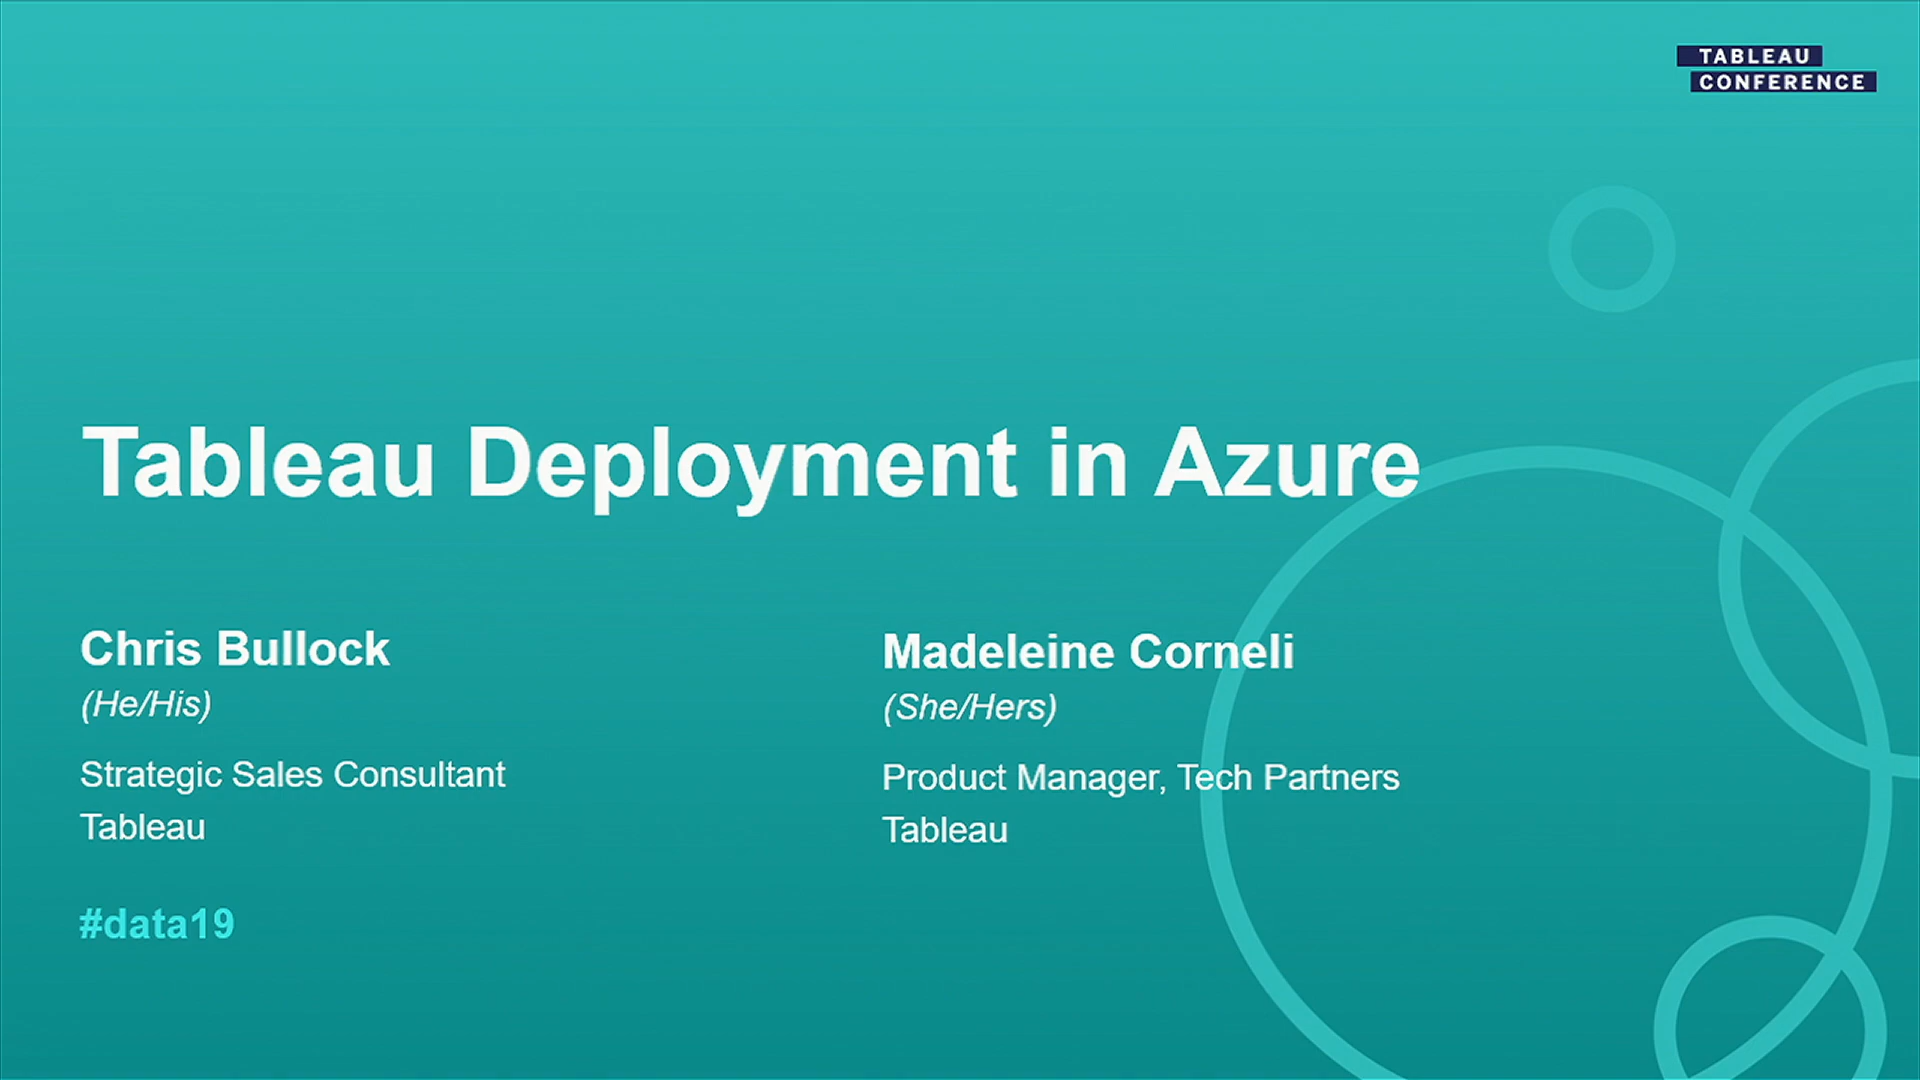 TABLEAU
CONFERENCE
Tableau Deployment in Azure
Chris Bullock
(He/His)
Strategic Sales Consultant
Tableau
Madeleine Corneli
(She/Hers)
Product Manager, Tech Partners
Tableau
#data19